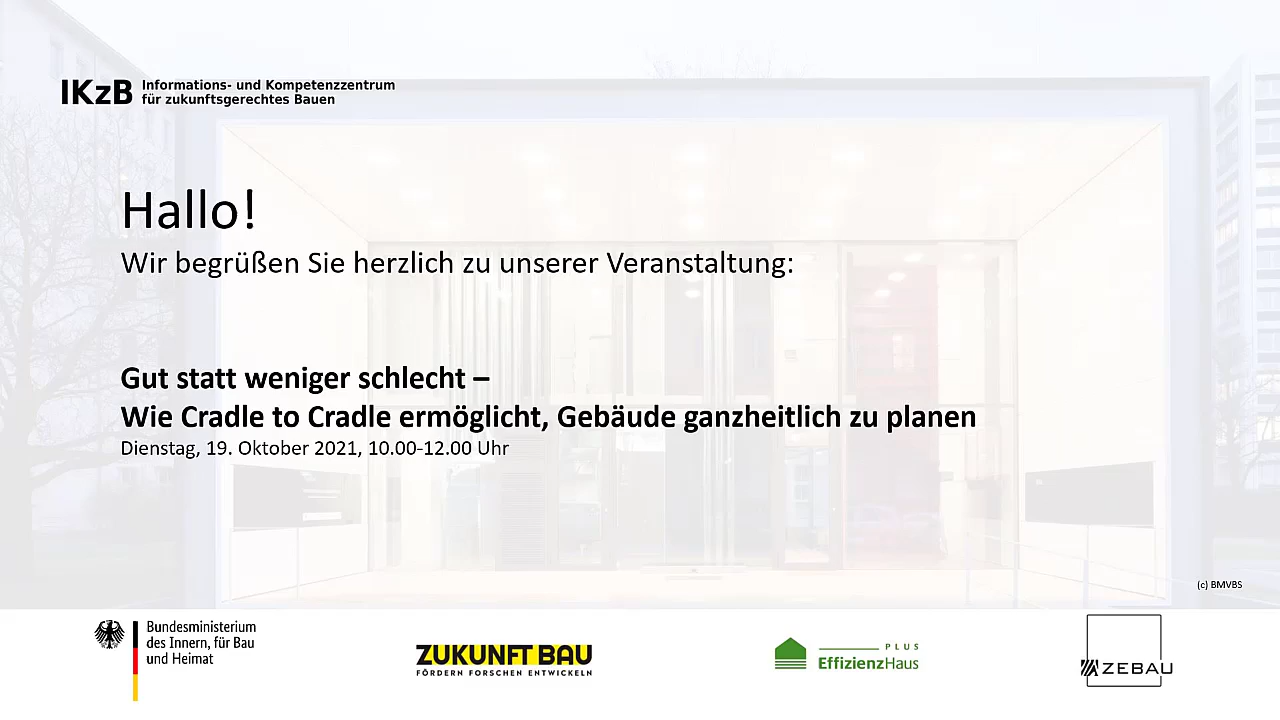 IKzB Informations- und Kompetenzzentrum
für zukunftsgerechtes Bauen
Hallo!
Wir begrüßen Sie herzlich zu unserer Veranstaltung:
Gut statt weniger schlecht –
Wie Cradle to Cradle ermöglicht, Gebäude ganzheitlich zu planen
Dienstag, 19. Oktober 2021, 10.00-12.00 Uhr
(c) BMVBS
Bundesministerium
des Innern, für Bau
und Heimat
ZUKUNFT BAU
FÖRDERN FORSCHEN ENTWICKELN
PLUS
EffizienzHaus
ZEBAU